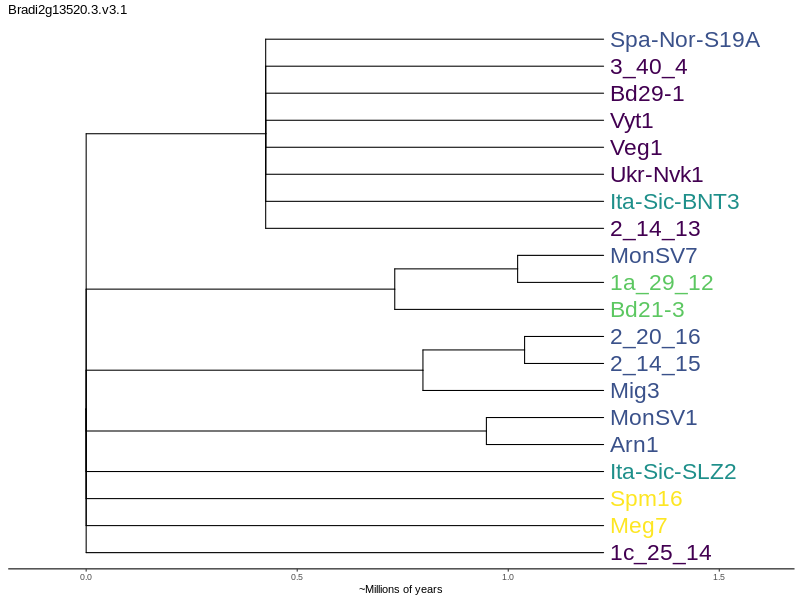 Bradi2g13520.3.v3.1
Spa-Nor-S19A
3_40_4
Bd29-1
Vyt1
Veg1
Ukr-Nvk1
Ita-Sic-BNT3
2_14_13
MonSV7
1a_29_12
Bd21-3
2_20_16
2_14_15
Mig3
MonSV1
Arn1
Ita-Sic-SLZ2
Spm16
Meg7
1c_25_14
0.0 0.5 1.0 1.5
~Millions of years